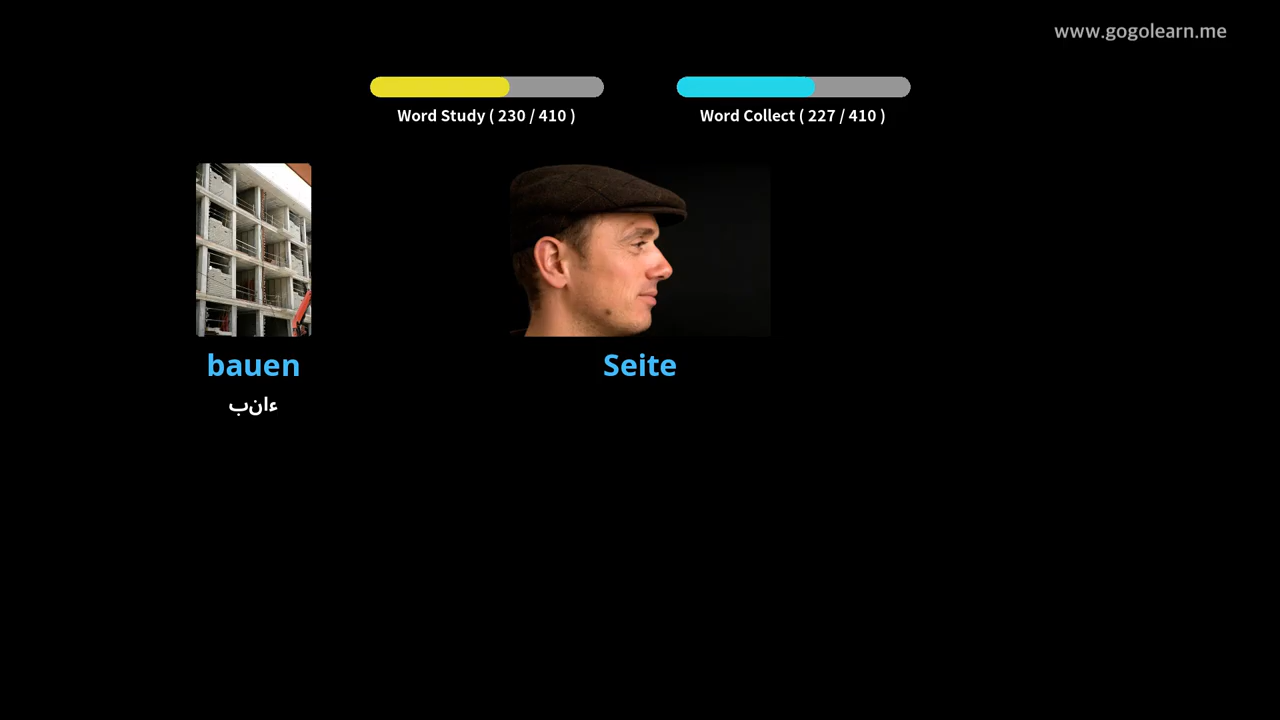 www.gogolearn.me
Word Study ( 230 / 410 )
Word Collect ( 227 / 410 )
bauen
ءانب
Seite